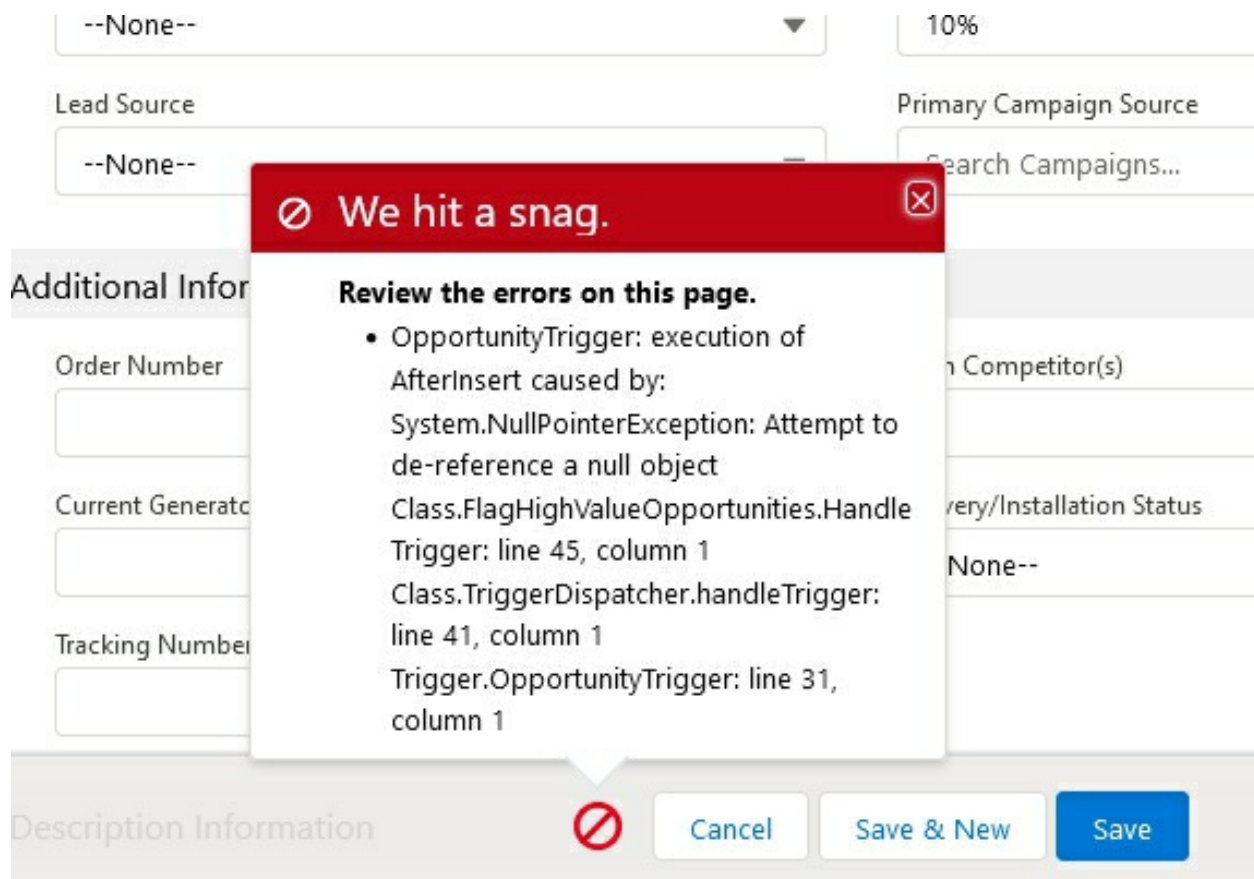 --None--
10%
Lead Source
Primary Campaign Source
--None--
Search Campaigns...
We hit a snag.
Additional Infor
Review the errors on this page.
• OpportunityTrigger: execution of
AfterInsert caused by:
System.NullPointerException: Attempt to
de-reference a null object
Class.FlagHighValueOpportunities.Handle
Trigger: line 45, column 1
Class.TriggerDispatcher.handleTrigger:
line 41, column 1
Trigger.OpportunityTrigger: line 31,
column 1
Order Number
Competitor(s)
Current Generato
very/Installation Status
None--
Tracking Number
Description Information
Cancel
Save & New
Save